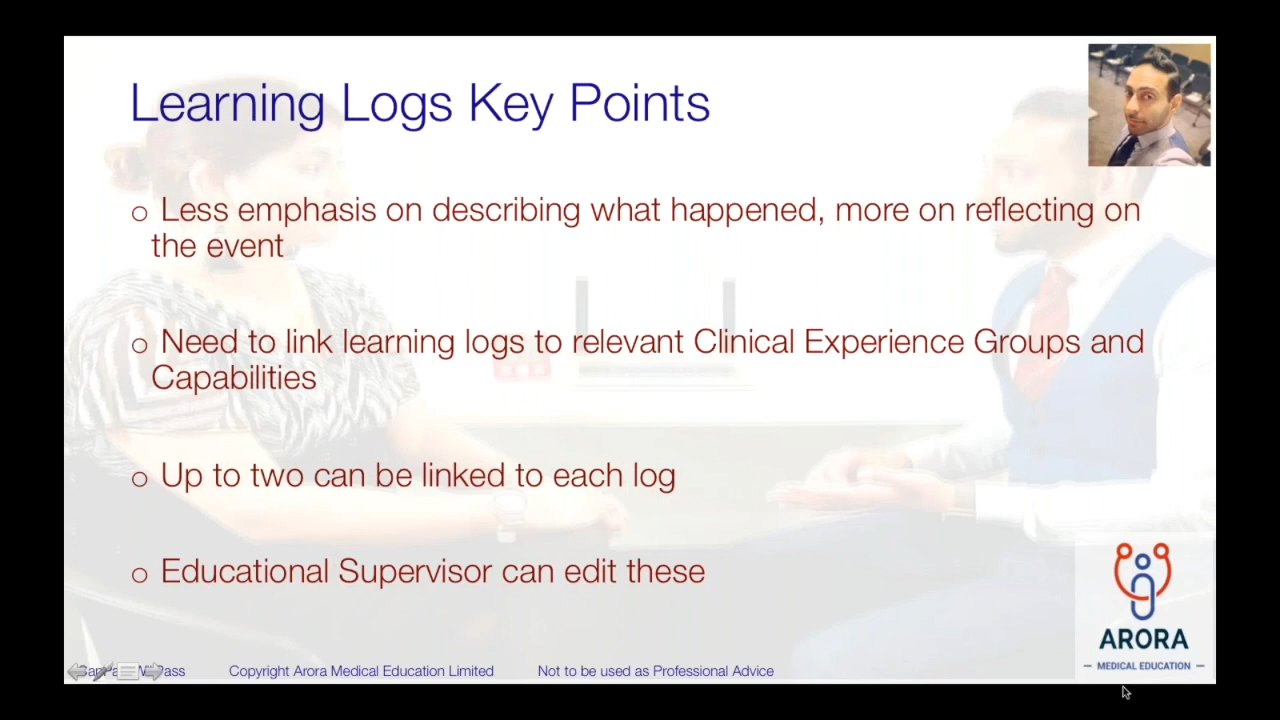 Learning Logs Key Points
o Less emphasis on describing what happened, more on reflecting on
the event
o Need to link learning logs to relevant Clinical Experience Groups and
Capabilities
o Up to two can be linked to each log
o Educational Supervisor can edit these
ARORA
MEDICAL EDUCATION
Copyright Arora Medical Education Limited
Not to be used as Professional Advice